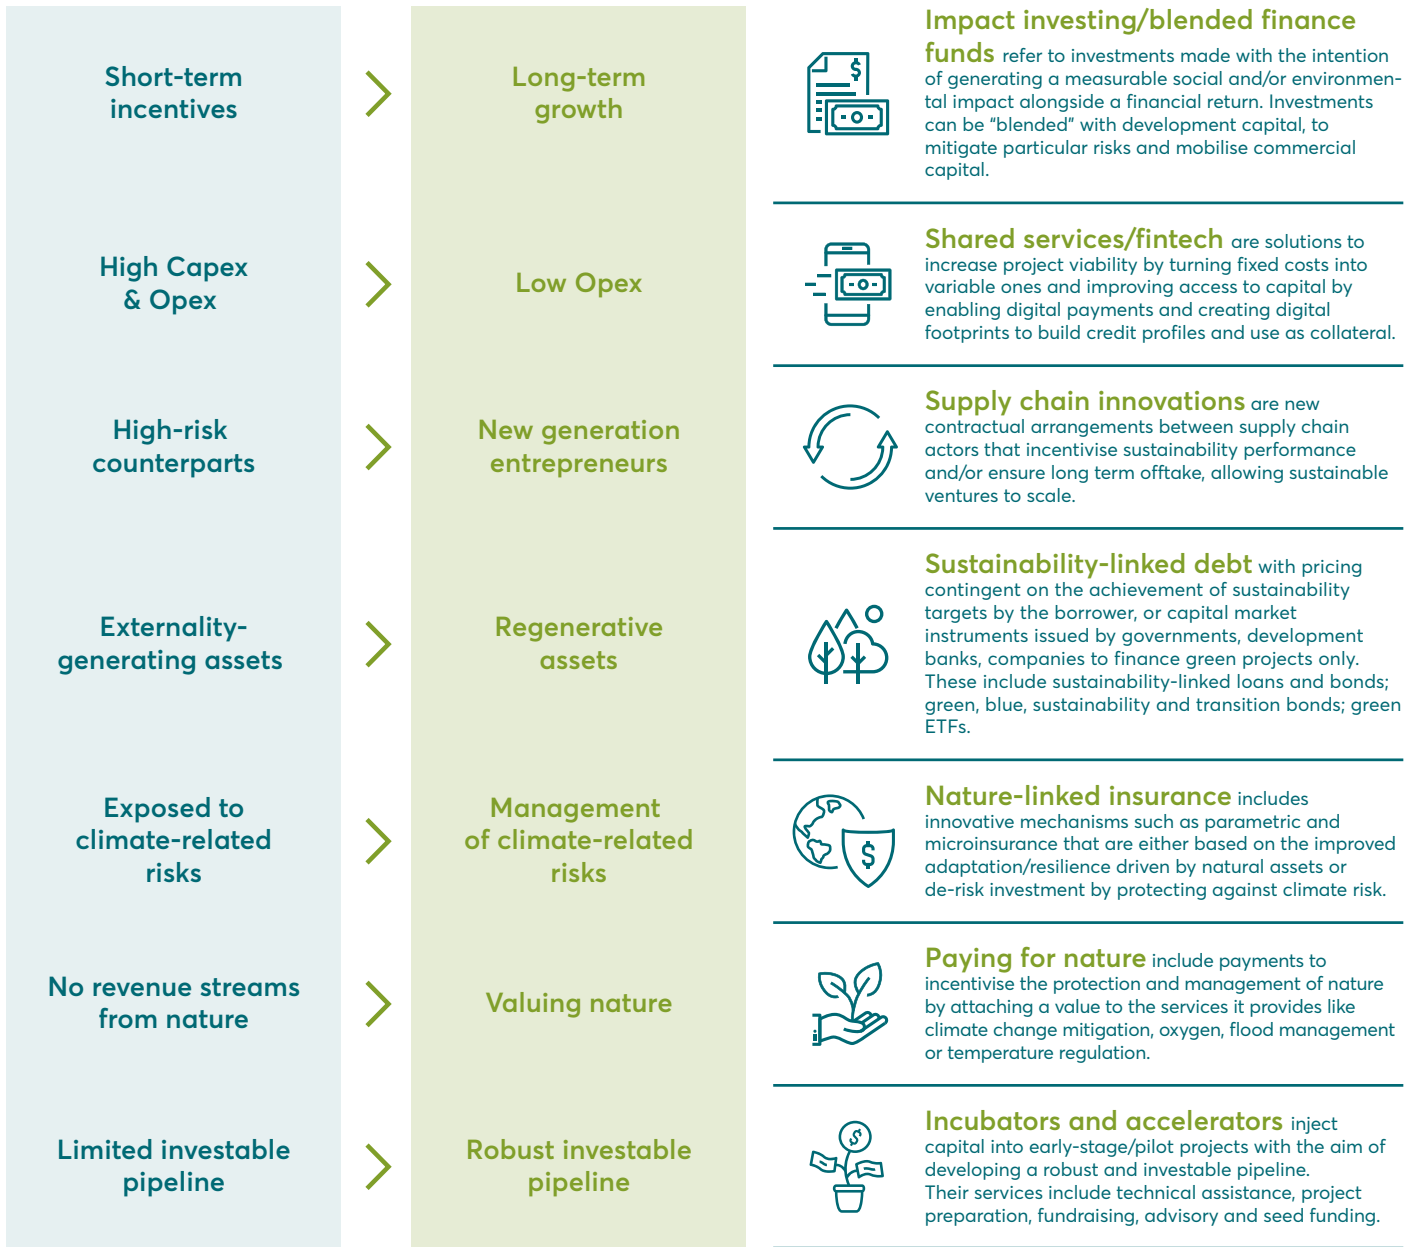 Short-term
incentives
Long-term
growth
Impact investing/blended finance
funds refer to investments made with the intention
of generating a measurable social and/or environmen-
tal impact alongside a financial return. Investments
can be “blended” with development capital, to
mitigate particular risks and mobilise commercial
capital.
High Capex
& Opex
Low Opex
Shared services/fintech are solutions to
increase project viability by turning fixed costs into
variable ones and improving access to capital by
enabling digital payments and creating digital
footprints to build credit profiles and use as collateral.
High-risk
counterparts
New generation
entrepreneurs
Supply chain innovations are new
contractual arrangements between supply chain
actors that incentivise sustainability performance
and/or ensure long term offtake, allowing sustainable
ventures to scale.
Externality-
generating assets
Regenerative
assets
Sustainability-linked debt with pricing
contingent on the achievement of sustainability
targets by the borrower, or capital market
instruments issued by governments, development
banks, companies to finance green projects only.
These include sustainability-linked loans and bonds;
green, blue, sustainability and transition bonds; green
ETFs.
Exposed to
climate-related
risks
Management
of climate-related
risks
Nature-linked insurance includes
innovative mechanisms such as parametric and
microinsurance that are either based on the improved
adaptation/resilience driven by natural assets or
de-risk investment by protecting against climate risk.
No revenue streams
from nature
Valuing nature
Paying for nature include payments to
incentivise the protection and management of nature
by attaching a value to the services it provides like
climate change mitigation, oxygen, flood management
or temperature regulation.
Limited investable
pipeline
Robust investable
pipeline
Incubators and accelerators inject
capital into early-stage/pilot projects with the aim of
developing a robust and investable pipeline.
Their services include technical assistance, project
preparation, fundraising, advisory and seed funding.